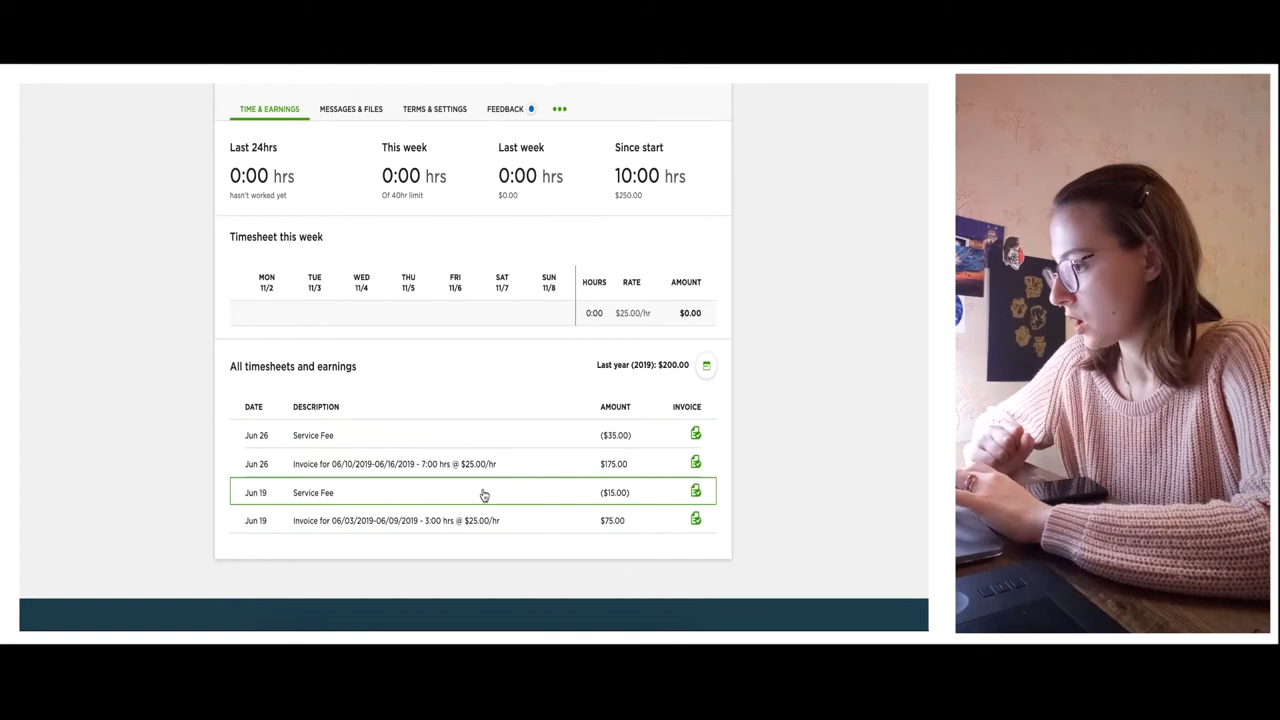 TIME & EARNINGS MESSAGES & FILES TERMS & SETTINGS FEEDBACK
Last 24hrs This week Last week Since start
0:00 hrs 0:00 hrs 0:00 hrs 10:00 hrs
hasn't worked yet Of 40hr limit $0.00 $250.00
Timesheet this week
MON TUE WED THU FRI SAT SUN
11/2 11/3 11/4 11/5 11/6 11/7 11/8 HOURS RATE AMOUNT
0:00 $25.00/hr $0.00
All timesheets and earnings Last year (2019): $200.00
DATE DESCRIPTION AMOUNT INVOICE
Jun 26 Service Fee ($35.00)
Jun 26 Invoice for 06/10/2019-06/16/2019 - 7:00 hrs @ $25.00/hr $175.00
Jun 19 Service Fee ($15.00)
Jun 19 Invoice for 06/03/2019-06/09/2019 - 3:00 hrs @ $25.00/hr $75.00